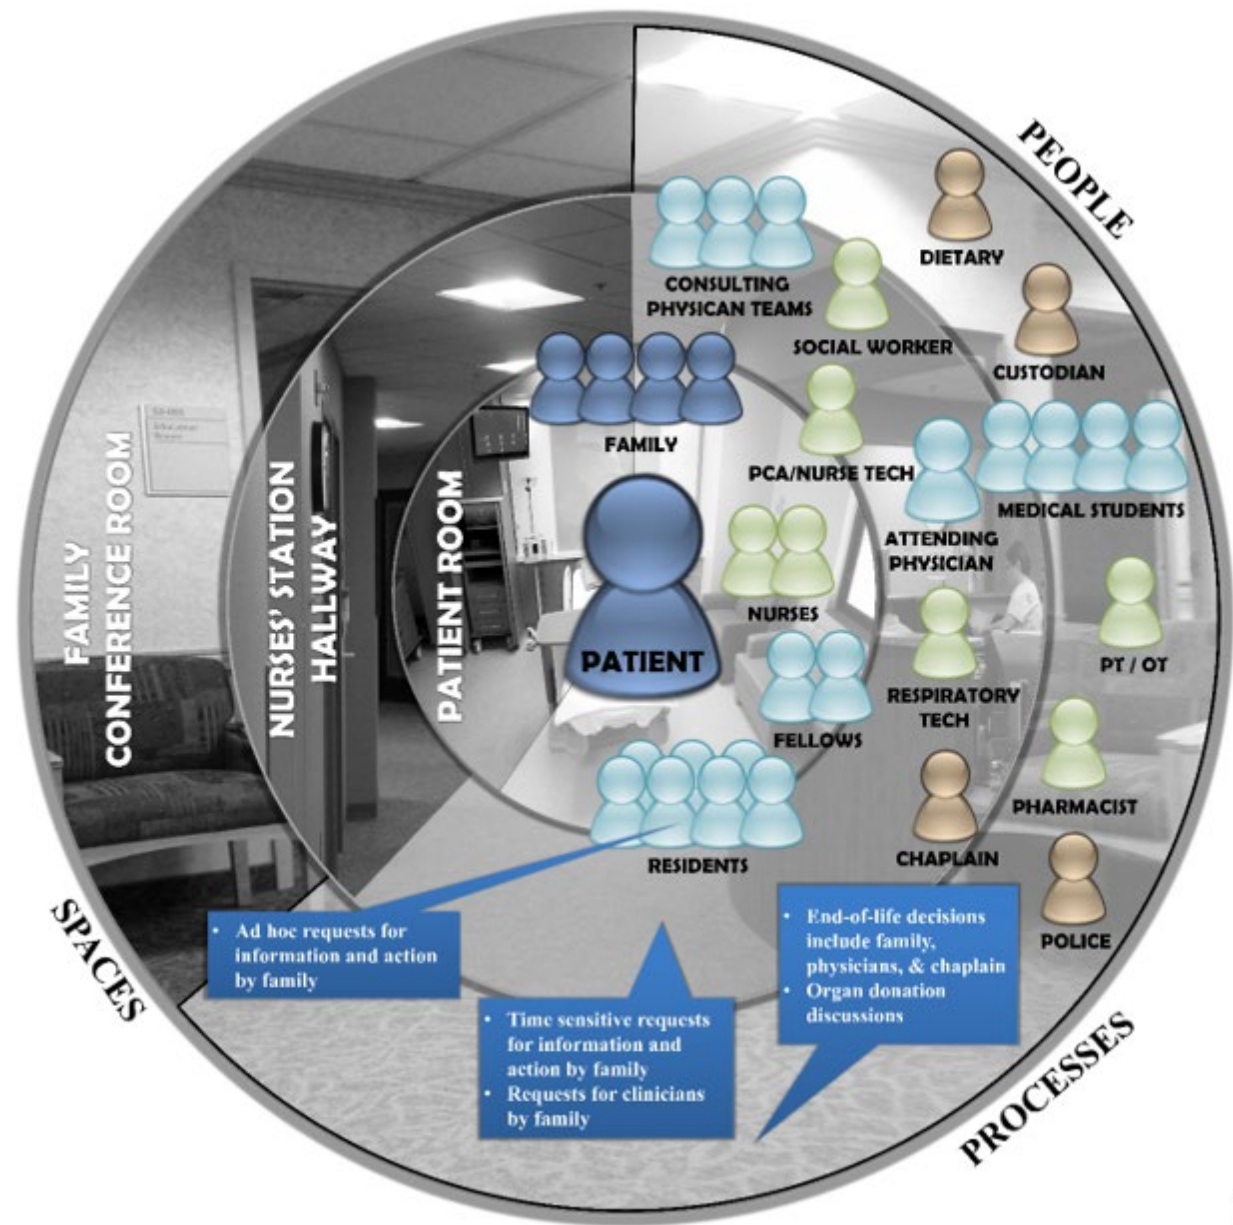 PEOPLE
DIETARY
CONSULTING
PHYSICAN TEAMS
SOCIAL WORKER
CUSTODIAN
FAMILY
PCA/NURSE TECH
MEDICAL STUDENTS
ATTENDING
PHYSICIAN
NURSES
PATIENT
PT / OT
RESPIRATORY
TECH
FELLOWS
PHARMACIST
CHAPLAIN
RESIDENTS
POLICE
FAMILY
CONFERENCE ROOM
NURSES' STATION
HALLWAY
PATIENT ROOM
SPACES
• Ad hoc requests for
information and action
by family
• Time sensitive requests
for information and
action by family
• Requests for clinicians
by family
• End-of-life decisions
include family,
physicians, & chaplain
• Organ donation
discussions
PROCESSES